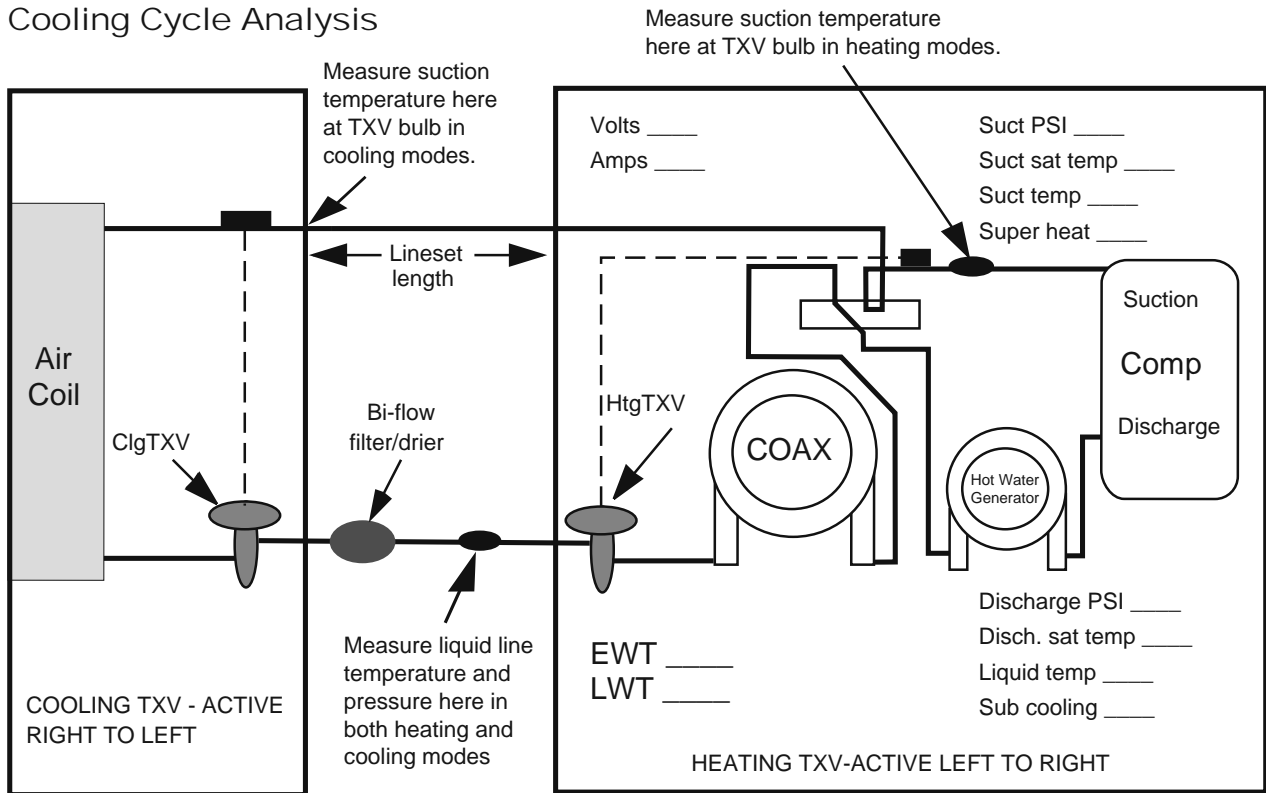 Cooling Cycle Analysis
Measure suction temperature
here at TXV bulb in heating modes.
Measure suction
temperature here
at TXV bulb in
cooling modes.
Volts ____
Amps ____
Suct PSI ____
Suct sat temp ____
Suct temp ____
Super heat ____
Lineset
length
Air
Coil
ClgTXV
Bi-flow
filter/drier
HtgTXV
COAX
Hot Water
Generator
Suction
Comp
Discharge
Measure liquid line
temperature and
pressure here in
both heating and
cooling modes
EWT ____
LWT ____
Discharge PSI ____
Disch. sat temp ____
Liquid temp ____
Sub cooling ____
COOLING TXV - ACTIVE
RIGHT TO LEFT
HEATING TXV-ACTIVE LEFT TO RIGHT